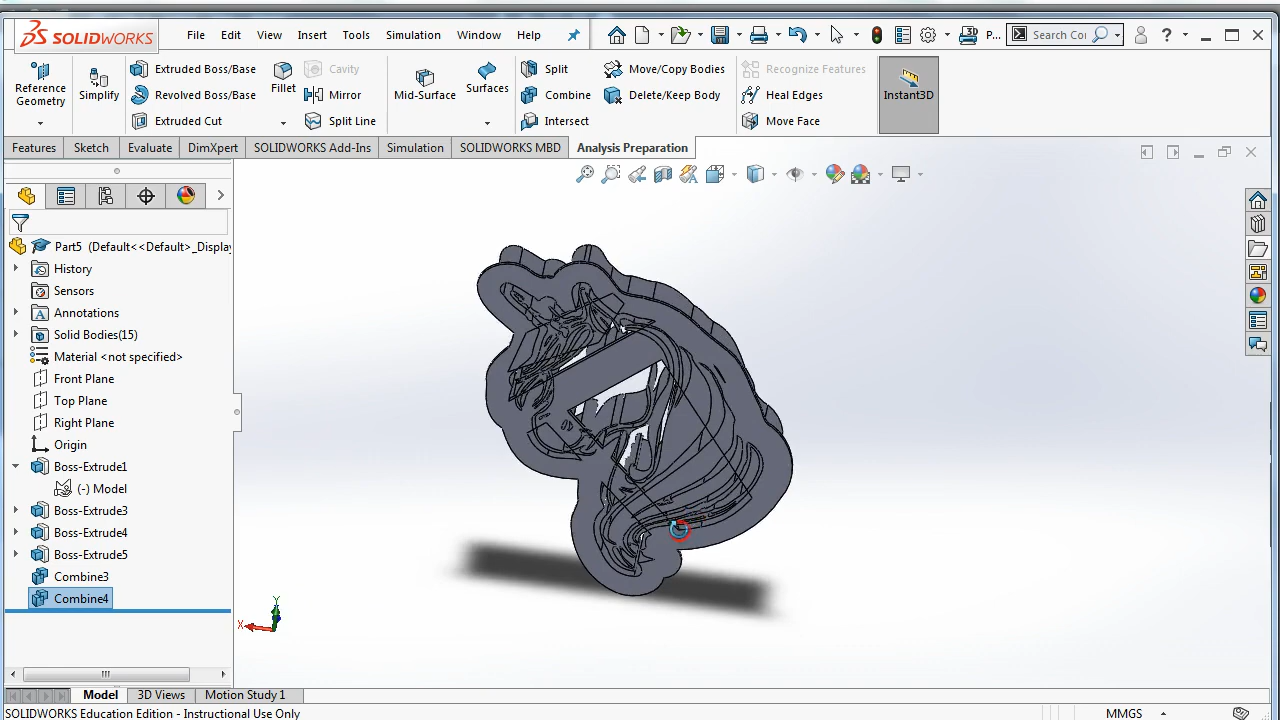 SOLIDWORKS
File Edit View Insert Tools Simulation Window Help
P...
Search Co
Reference Geometry
Simplify
Extruded Boss/Base
Revolved Boss/Base
Extruded Cut
Fillet
Cavity
Mirror
Split Line
Mid-Surface
Surfaces
Split
Combine
Intersect
Move/Copy Bodies
Delete/Keep Body
Recognize Features
Heal Edges
Move Face
Instant3D
Features Sketch Evaluate DimXpert SOLIDWORKS Add-Ins Simulation SOLIDWORKS MBD Analysis Preparation
Part5 (Default<<Default>_Display
History
Sensors
Annotations
Solid Bodies(15)
Material <not specified>
Front Plane
Top Plane
Right Plane
Origin
Boss-Extrude1
(-) Model
Boss-Extrude3
Boss-Extrude4
Boss-Extrude5
Combine3
Combine4
Y
X
Model 3D Views Motion Study 1
SOLIDWORKS Education Edition - Instructional Use Only
MMGS